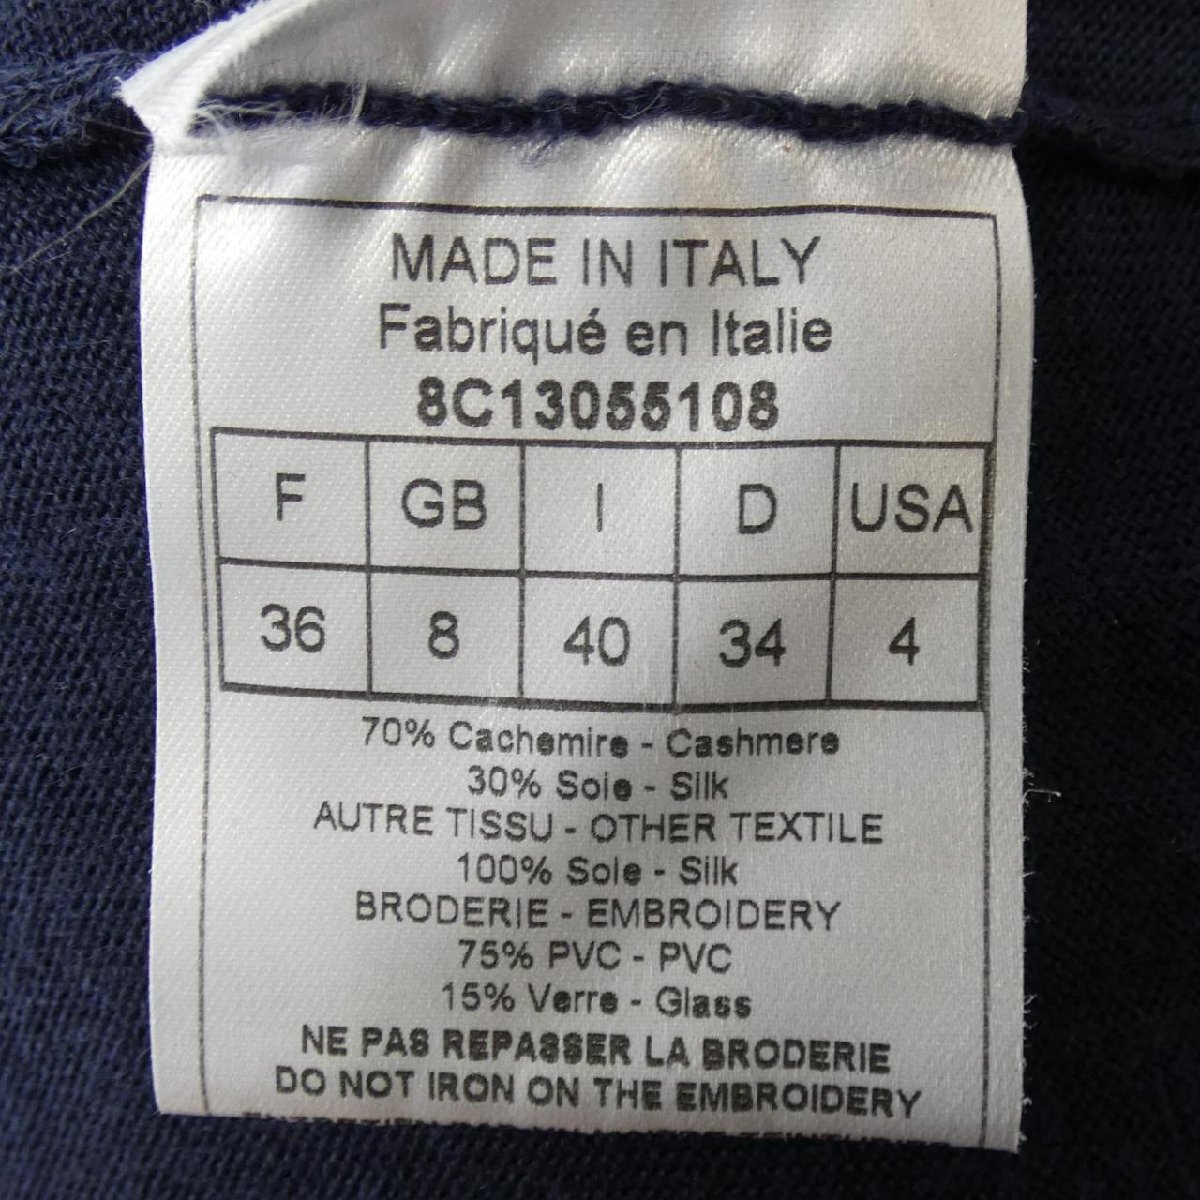 MADE IN ITALY
Fabriqué en Italie
8C13055108
F GB I D USA
36 8 40 34 4
70% Cachemire - Cashmere
30% Soie - Silk
AUTRE TISSU - OTHER TEXTILE
100% Soie - Silk
BRODERIE - EMBROIDERY
75% PVC - PVC
15% Verre - Glass
NE PAS REPASSER LA BRODERIE
DO NOT IRON ON THE EMBROIDERY